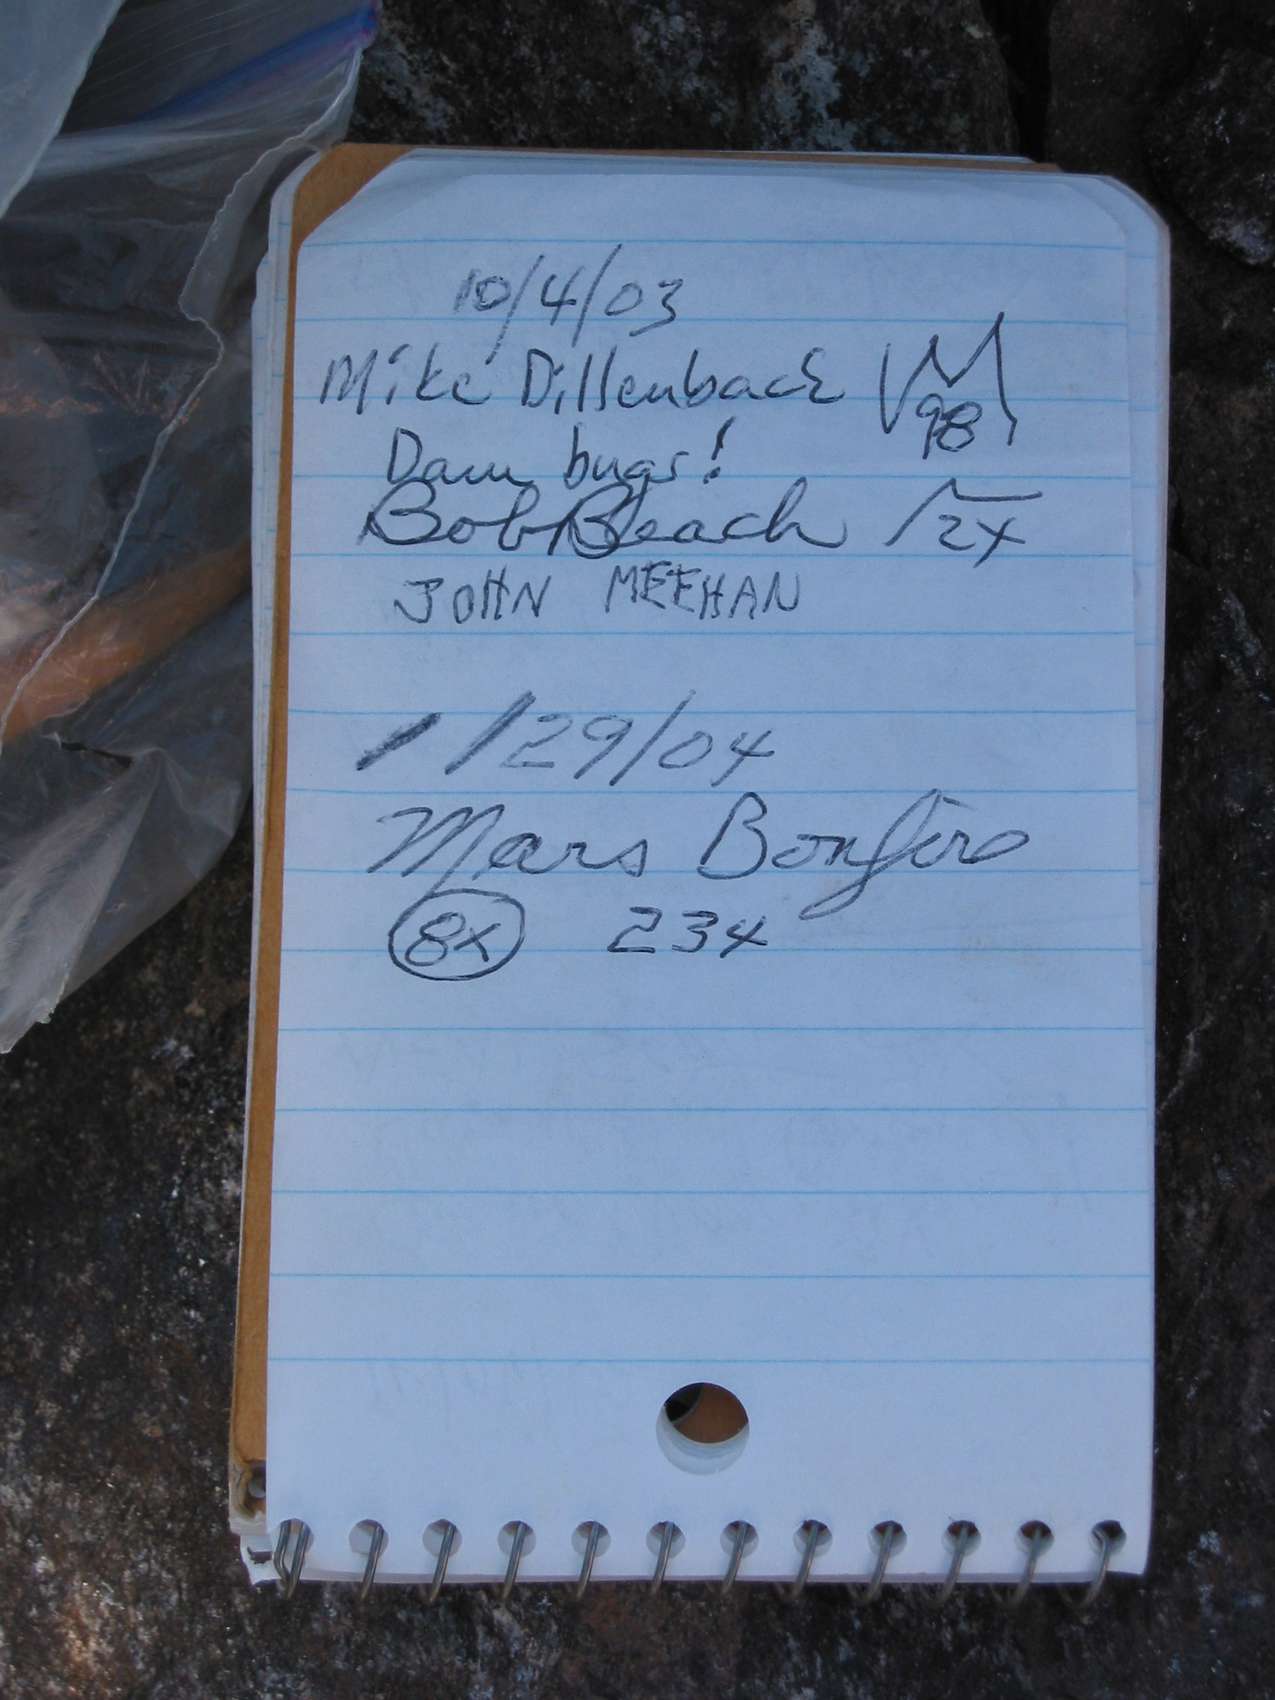 10/4/03
Mike Dillenback 98
Dam bugs!
Bob Beach √2x
JOHN MEEHAN
1/29/04
Mars Bonfire
8x 234